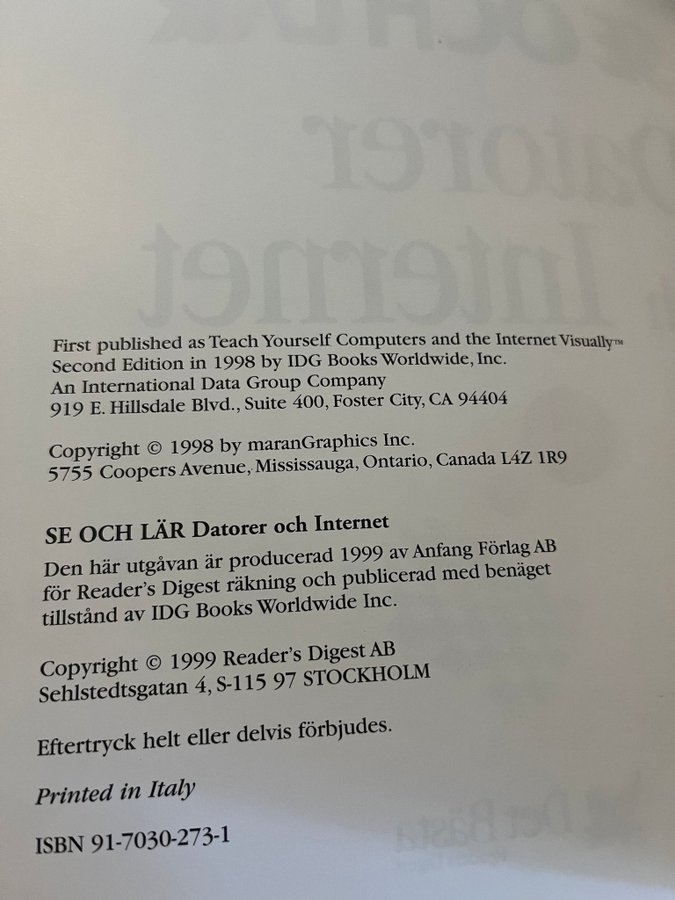 First published as Teach Yourself Computers and the Internet Visually™
Second Edition in 1998 by IDG Books Worldwide, Inc.
An International Data Group Company
919 E. Hillsdale Blvd., Suite 400, Foster City, CA 94404
Copyright © 1998 by maranGraphics Inc.
5755 Coopers Avenue, Mississauga, Ontario, Canada L4Z 1R9
SE OCH LÄR Datorer och Internet
Den här utgåvan är producerad 1999 av Anfang Förlag AB
för Reader's Digest räkning och publicerad med benäget
tillstånd av IDG Books Worldwide Inc.
Copyright © 1999 Reader's Digest AB
Sehlstedtsgatan 4, S-115 97 STOCKHOLM
Eftertryck helt eller delvis förbjudes.
Printed in Italy
ISBN 91-7030-273-1